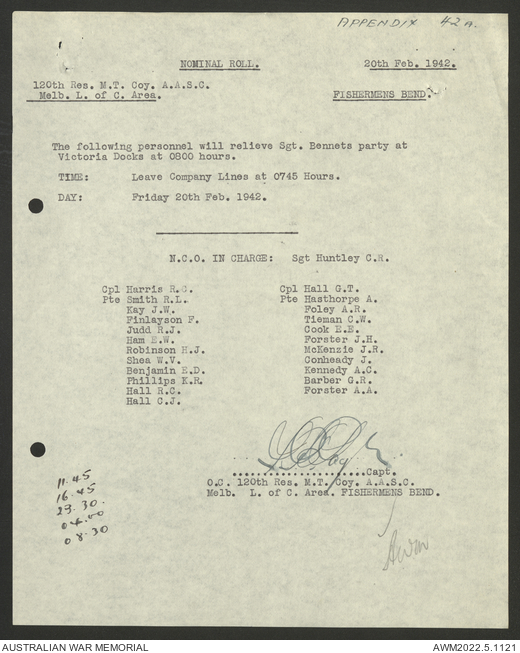 APPENDIX 42A.
NOMINAL ROLL. 20th Feb. 1942.
120th Res. M.T. Coy. A.A.S.C.
Melb. L. of C. Area. FISHERMENS BEND.
The following personnel will relieve Sgt. Bennets party at
Victoria Docks at 0800 hours.
TIME: Leave Company Lines at 0745 Hours.
DAY: Friday 20th Feb. 1942.
N.C.O. IN CHARGE: Sgt Huntley C.R.
Cpl Harris R.C. Cpl Hall G.T.
Pte Smith R.L. Pte Hasthorpe A.
Kay J.W. Foley A.R.
Finlayson F. Tieman C.W.
Judd R.J. Cook E.E.
Ham E.W. Forster J.H.
Robinson H.J. McKenzie J.R.
Shea W.V. Conheady J.
Benjamin E.D. Kennedy A.C.
Phillips K.R. Barber G.R.
Hall R.C. Forster A.A.
Hall C.J.
......................Capt.
O.C. 120th Res. M.T. Coy. A.A.S.C.
Melb. L. of C. Area. FISHERMENS BEND.
11.45
16.45
23.30.
04.00
08.30
Awm
AUSTRALIAN WAR MEMORIAL AWM2022.5.1121